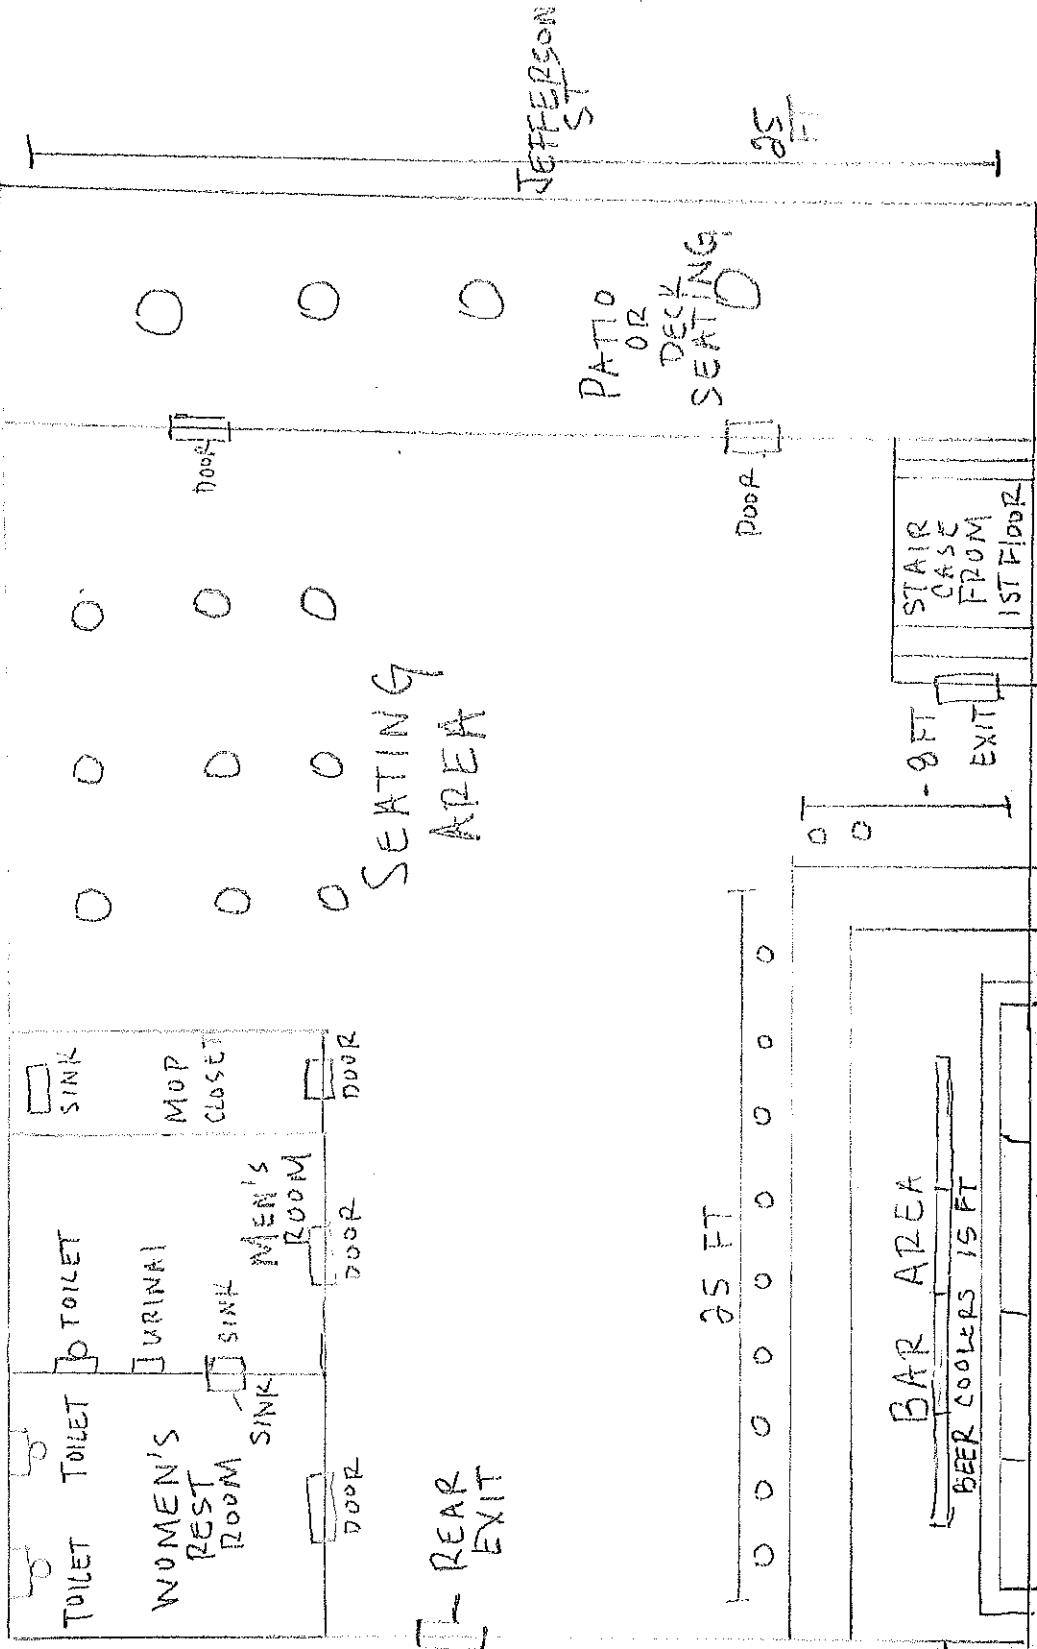 TOILET
TOILET
WOMEN'S
REST
ROOM
SINK
DOOR
TOILET
URINAl
SINK
MEN'S
ROOM
DOOR
SINK
MOP
CLOSET
DOOR
REAR
EXIT
SEATING
AREA
DOOR
DOOR
PATIO
OR
DECK
SEATING
JEFFERSON
ST
25
FT
25 FT
BAR AREA
BEER COOLERS 15 FT
8 FT
EXIT
STAIR
CASE
FROM
1ST FlOOR